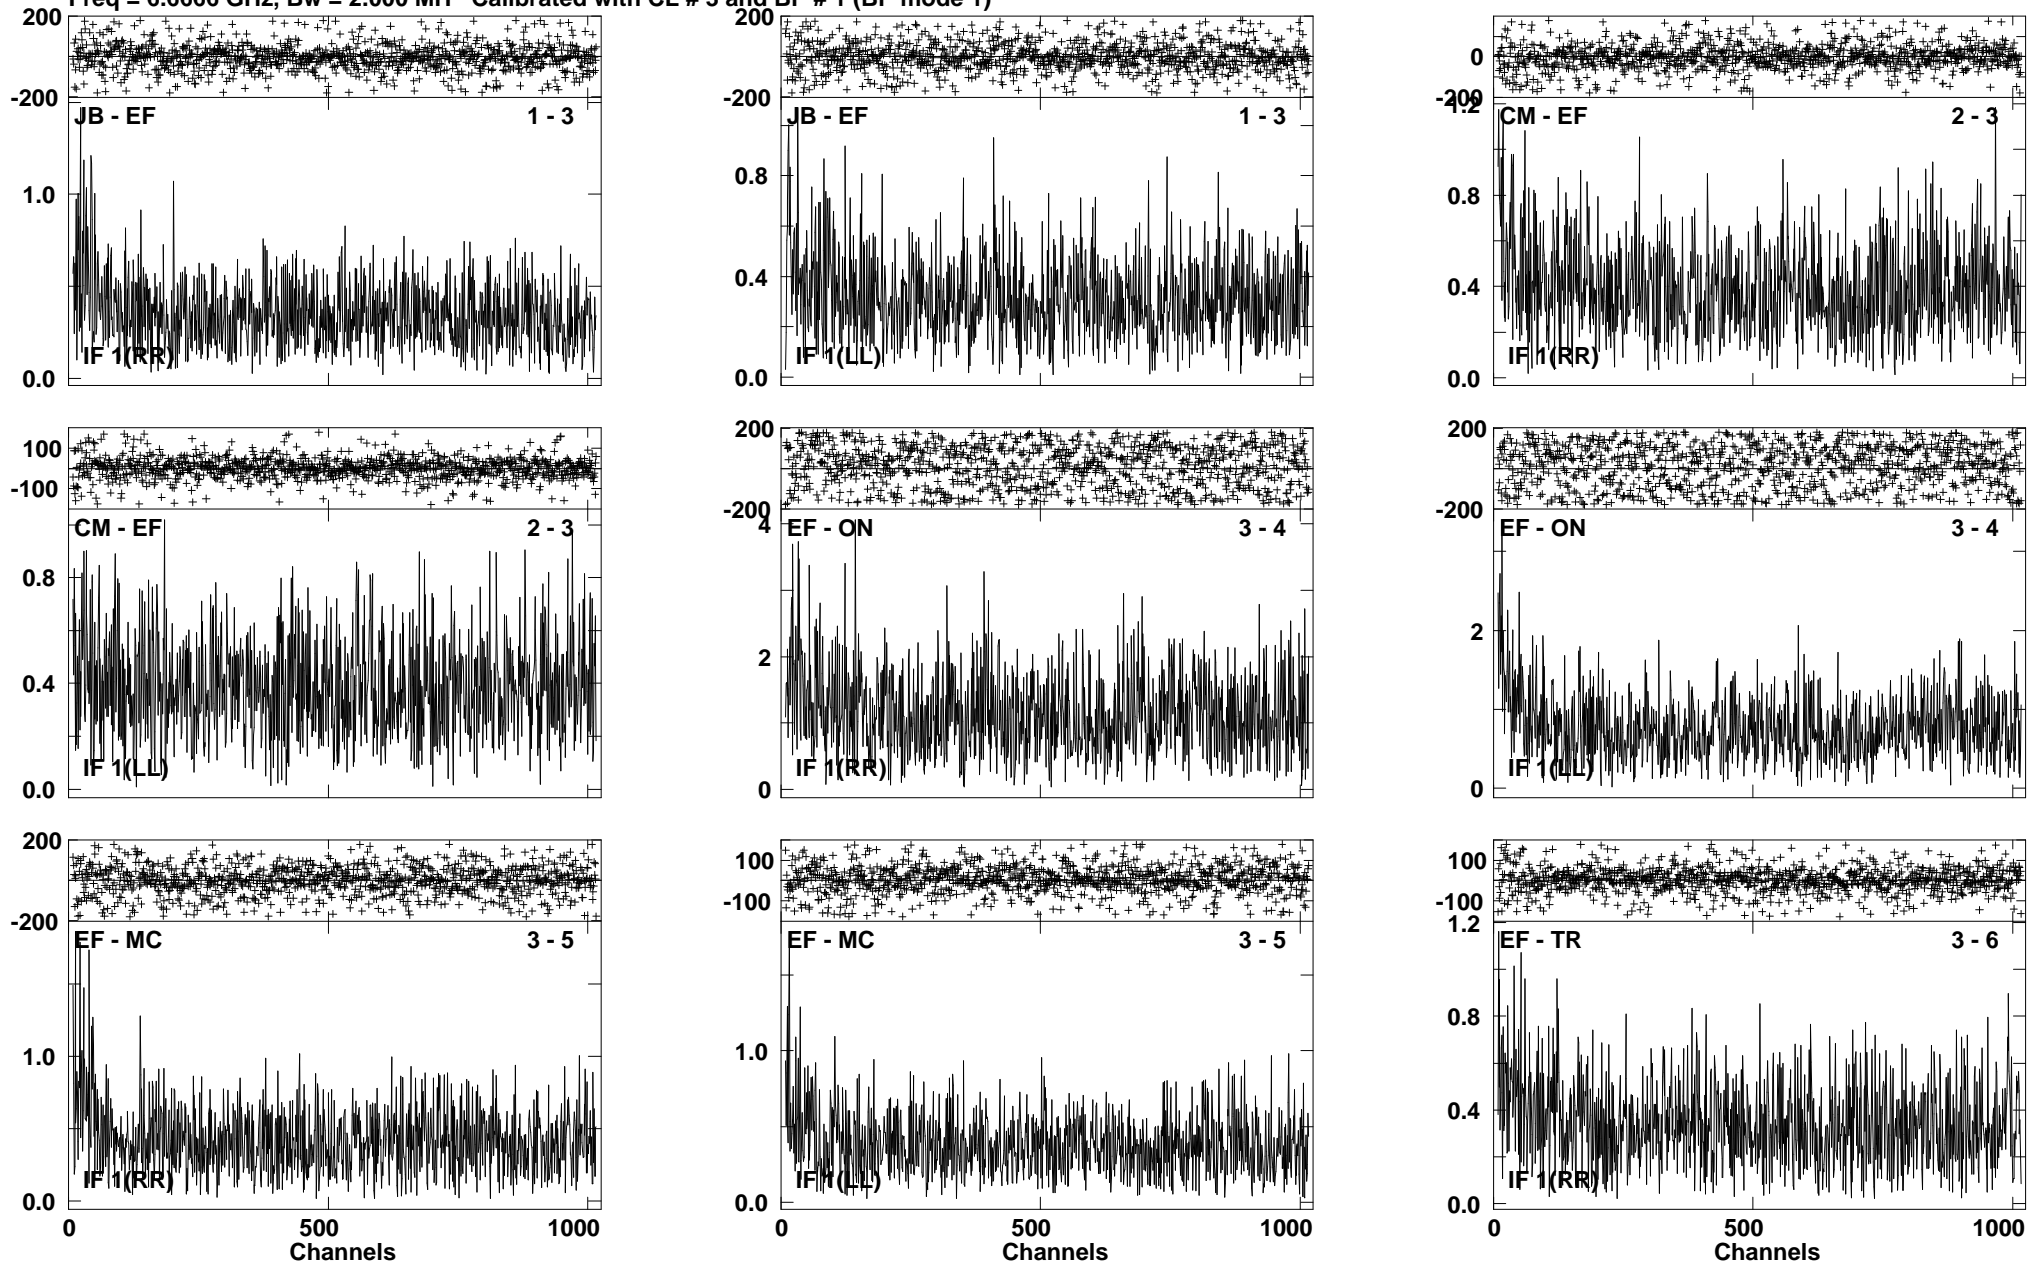 Freq = 6.6666 GHz, Bw = 2.000 MH Calibrated with CL # 3 and BP # 1 (BP mode 1)
200
-200
JB - EF 1 - 3
1.0
0.0
IF 1(RR)
200
-200
JB - EF 1 - 3
0.8
0.4
0.0
IF 1(LL)
0
-200
1.2
CM - EF 2 - 3
0.8
0.4
0.0
IF 1(RR)
100
-100
CM - EF 2 - 3
0.8
0.4
0.0
IF 1(LL)
200
-200
4
EF - ON 3 - 4
2
0
IF 1(RR)
200
-200
EF - ON 3 - 4
2
0
IF 1(LL)
200
-200
EF - MC 3 - 5
1.0
0.0
IF 1(RR)
0 500 1000
Channels
100
-100
EF - MC 3 - 5
1.0
0.0
IF 1(LL)
0 500 1000
Channels
100
-100
1.2
EF - TR 3 - 6
0.8
0.4
0.0
IF 1(RR)
0 500 1000
Channels